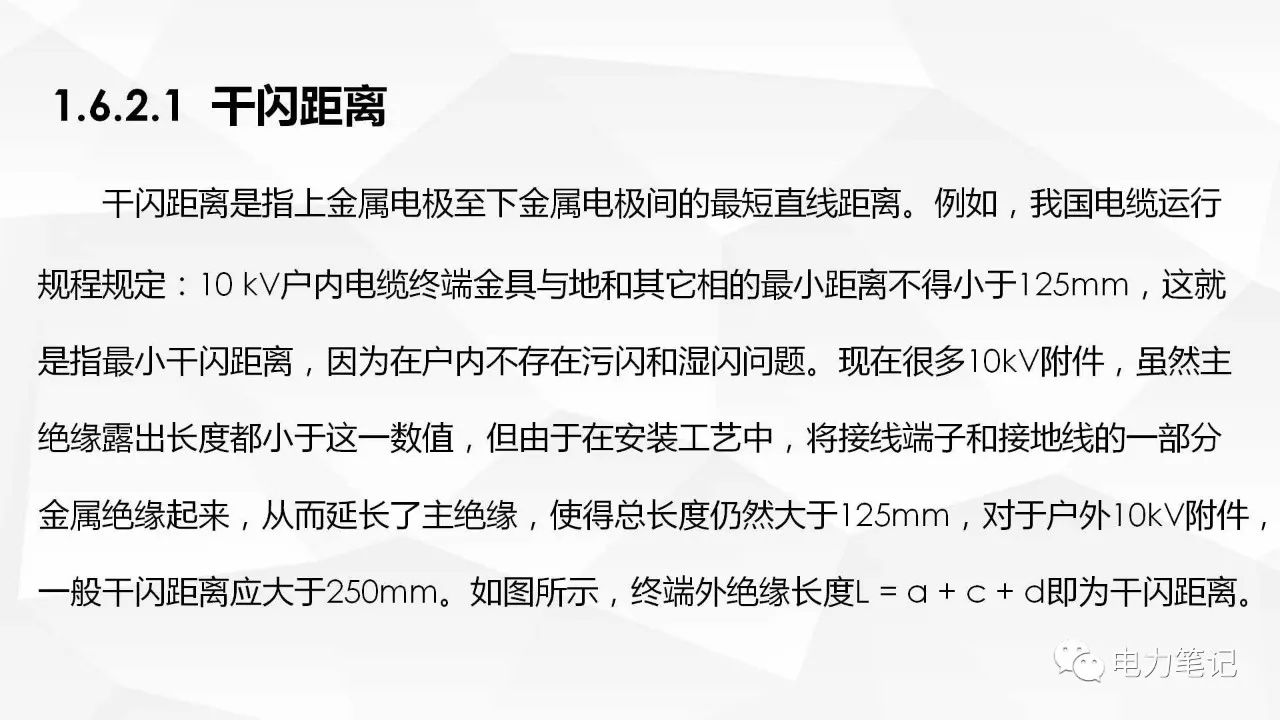 1.6.2.1 干闪距离
干闪距离是指上金属电极至下金属电极间的最短直线距离。例如，我国电缆运行
规程规定：10 kV户内电缆终端金具与地和其它相的最小距离不得小于125mm，这就
是指最小干闪距离，因为在户内不存在污闪和湿闪问题。现在很多10kV附件，虽然主
绝缘露出长度都小于这一数值，但由于在安装工艺中，将接线端子和接地线的一部分
金属绝缘起来，从而延长了主绝缘，使得总长度仍然大于125mm，对于户外10kV附件，
一般干闪距离应大于250mm。如图所示，终端外绝缘长度L = a + c + d即为干闪距离。
电力笔记